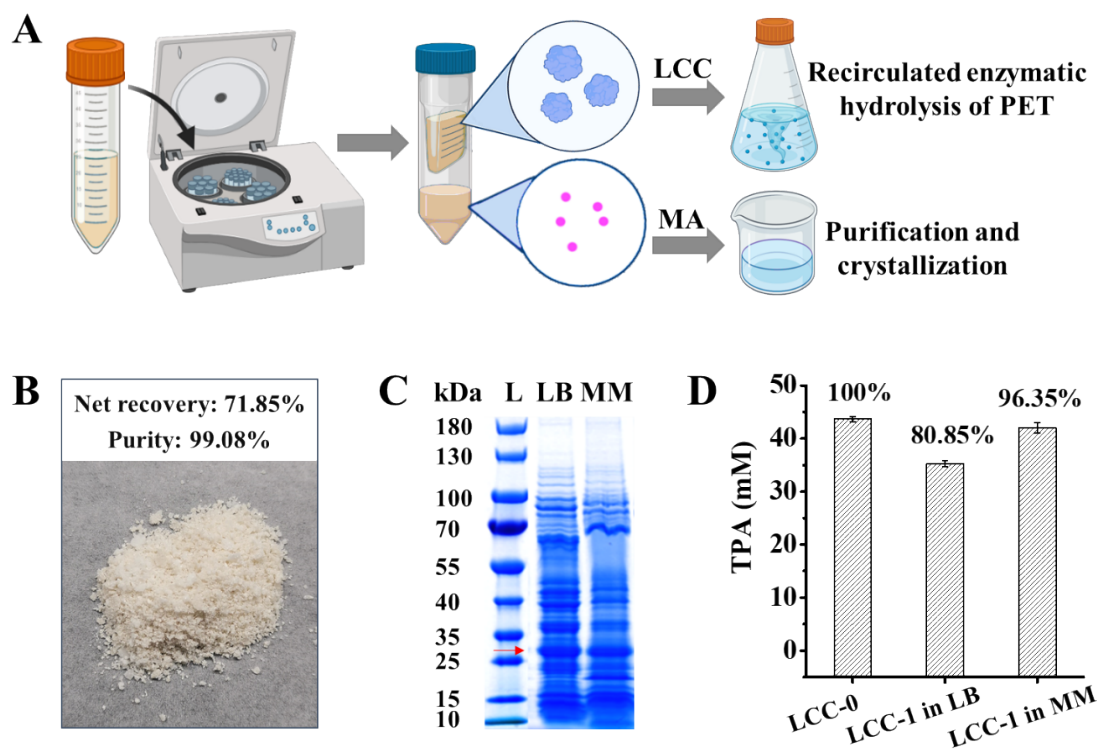 A
LCC
Recirculated enzymatic
hydrolysis of PET
MA
Purification and
crystallization
B
Net recovery: 71.85%
Purity: 99.08%
C
kDa L LB MM
180
130
100
70
55
40
35
25
15
10
D
TPA (mM)
50
40
30
20
50
10
0
100%
80.85%
96.35%
LCC-0
LCC-1 in LB
LCC-1 in MM